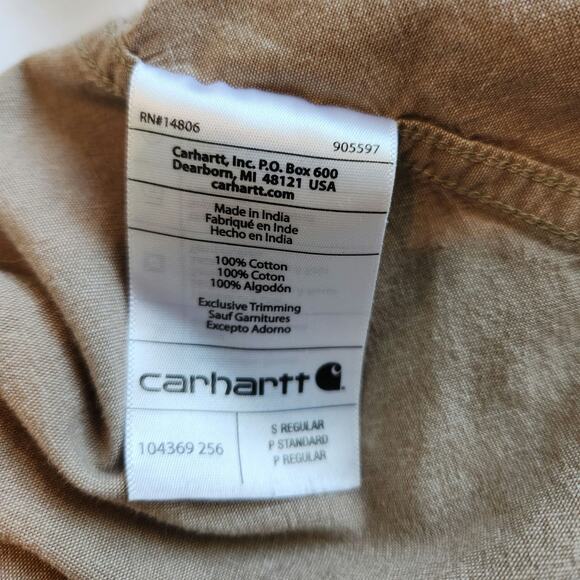 RN#14806
905597
Carhartt, Inc. P.O. Box 600
Dearborn, MI 48121 USA
carhartt.com
Made in India
Fabriqué en Inde
Hecho en India
100% Cotton
100% Coton
100% Algodón
Exclusive Trimming
Sauf Garnitures
Excepto Adorno
carhartt
104369 256
S REGULAR
P STANDARD
P REGULAR